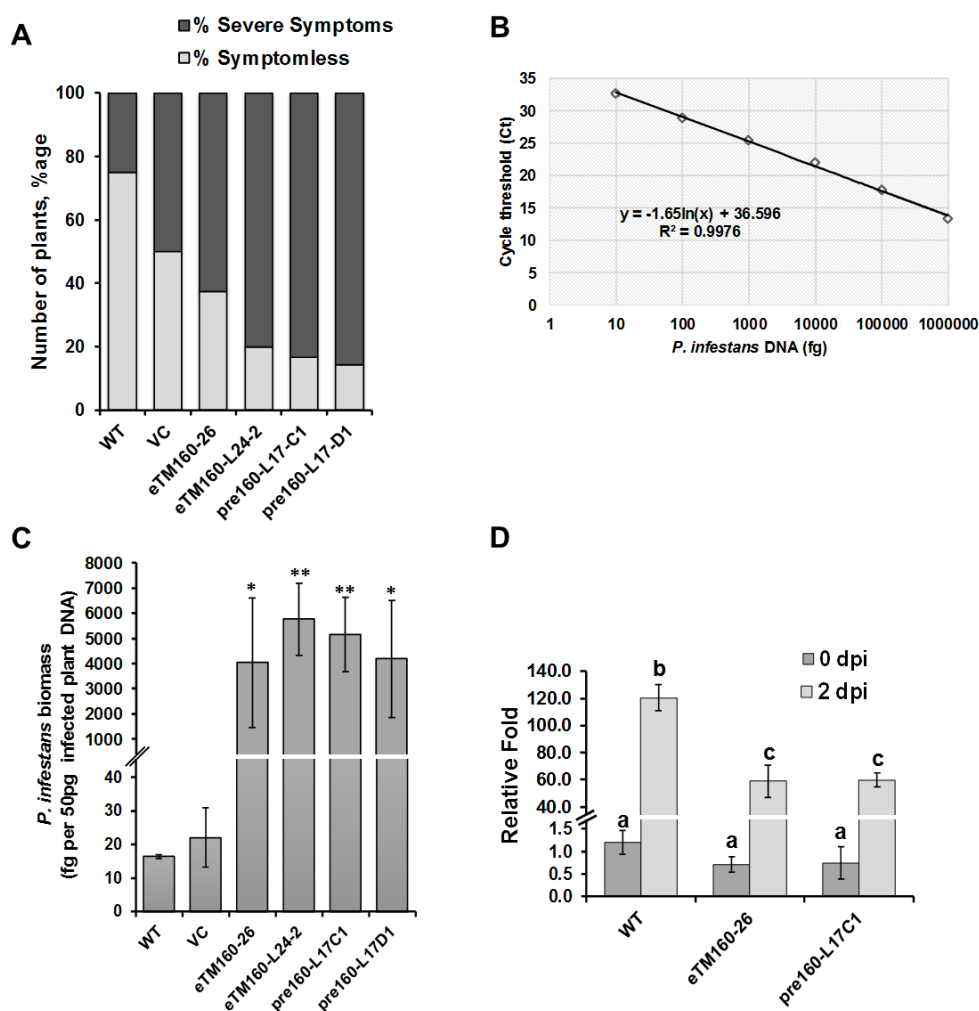 A
% Severe Symptoms
% Symptomless
Number of plants, %age
100
80
60
40
20
0
WT
VC
eTM160-26
eTM160-L24-2
pre160-L17-C1
pre160-L17-D1
B
Cycle threshold (Ct)
35
30
25
20
15
10
5
0
y = -1.65ln(x) + 36.596
R² = 0.9976
1 10 100 1000 10000 100000 1000000
P. infestans DNA (fg)
C
P. infestans biomass
(fg per 50pg infected plant DNA)
8000
7000
6000
5000
4000
3000
2000
1000
40
30
20
10
0
* ** ** *
WT
VC
eTM160-26
eTM160-L24-2
pre160-L17C1
pre160-L17D1
D
0 dpi
2 dpi
Relative Fold
140.0
120.0
100.0
80.0
60.0
40.0
1.5
1.0
0.5
0.0
a b a c a c
WT
eTM160-26
pre160-L17C1